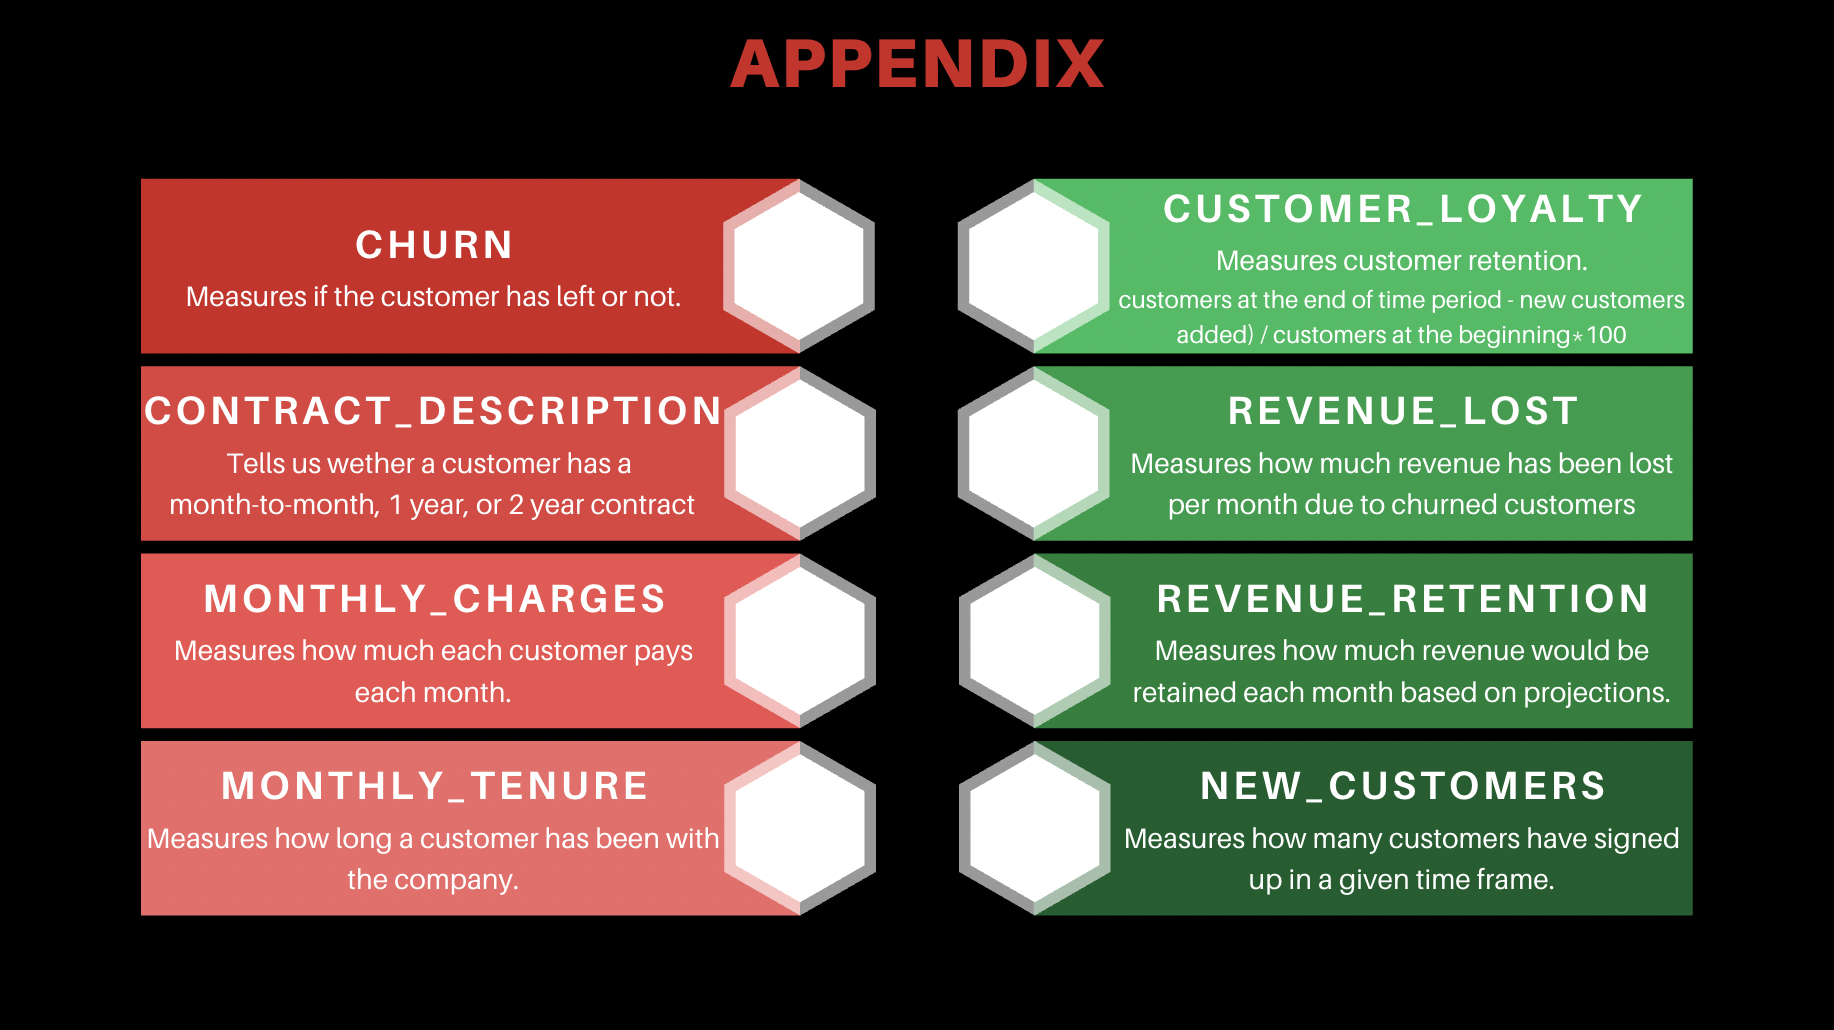 APPENDIX
CHURN
Measures if the customer has left or not.
CONTRACT_DESCRIPTION
Tells us wether a customer has a
month-to-month, 1 year, or 2 year contract
MONTHLY_CHARGES
Measures how much each customer pays
each month.
MONTHLY_TENURE
Measures how long a customer has been with
the company.
CUSTOMER_LOYALTY
Measures customer retention.
customers at the end of time period - new customers
added) / customers at the beginning*100
REVENUE_LOST
Measures how much revenue has been lost
per month due to churned customers
REVENUE_RETENTION
Measures how much revenue would be
retained each month based on projections.
NEW_CUSTOMERS
Measures how many customers have signed
up in a given time frame.